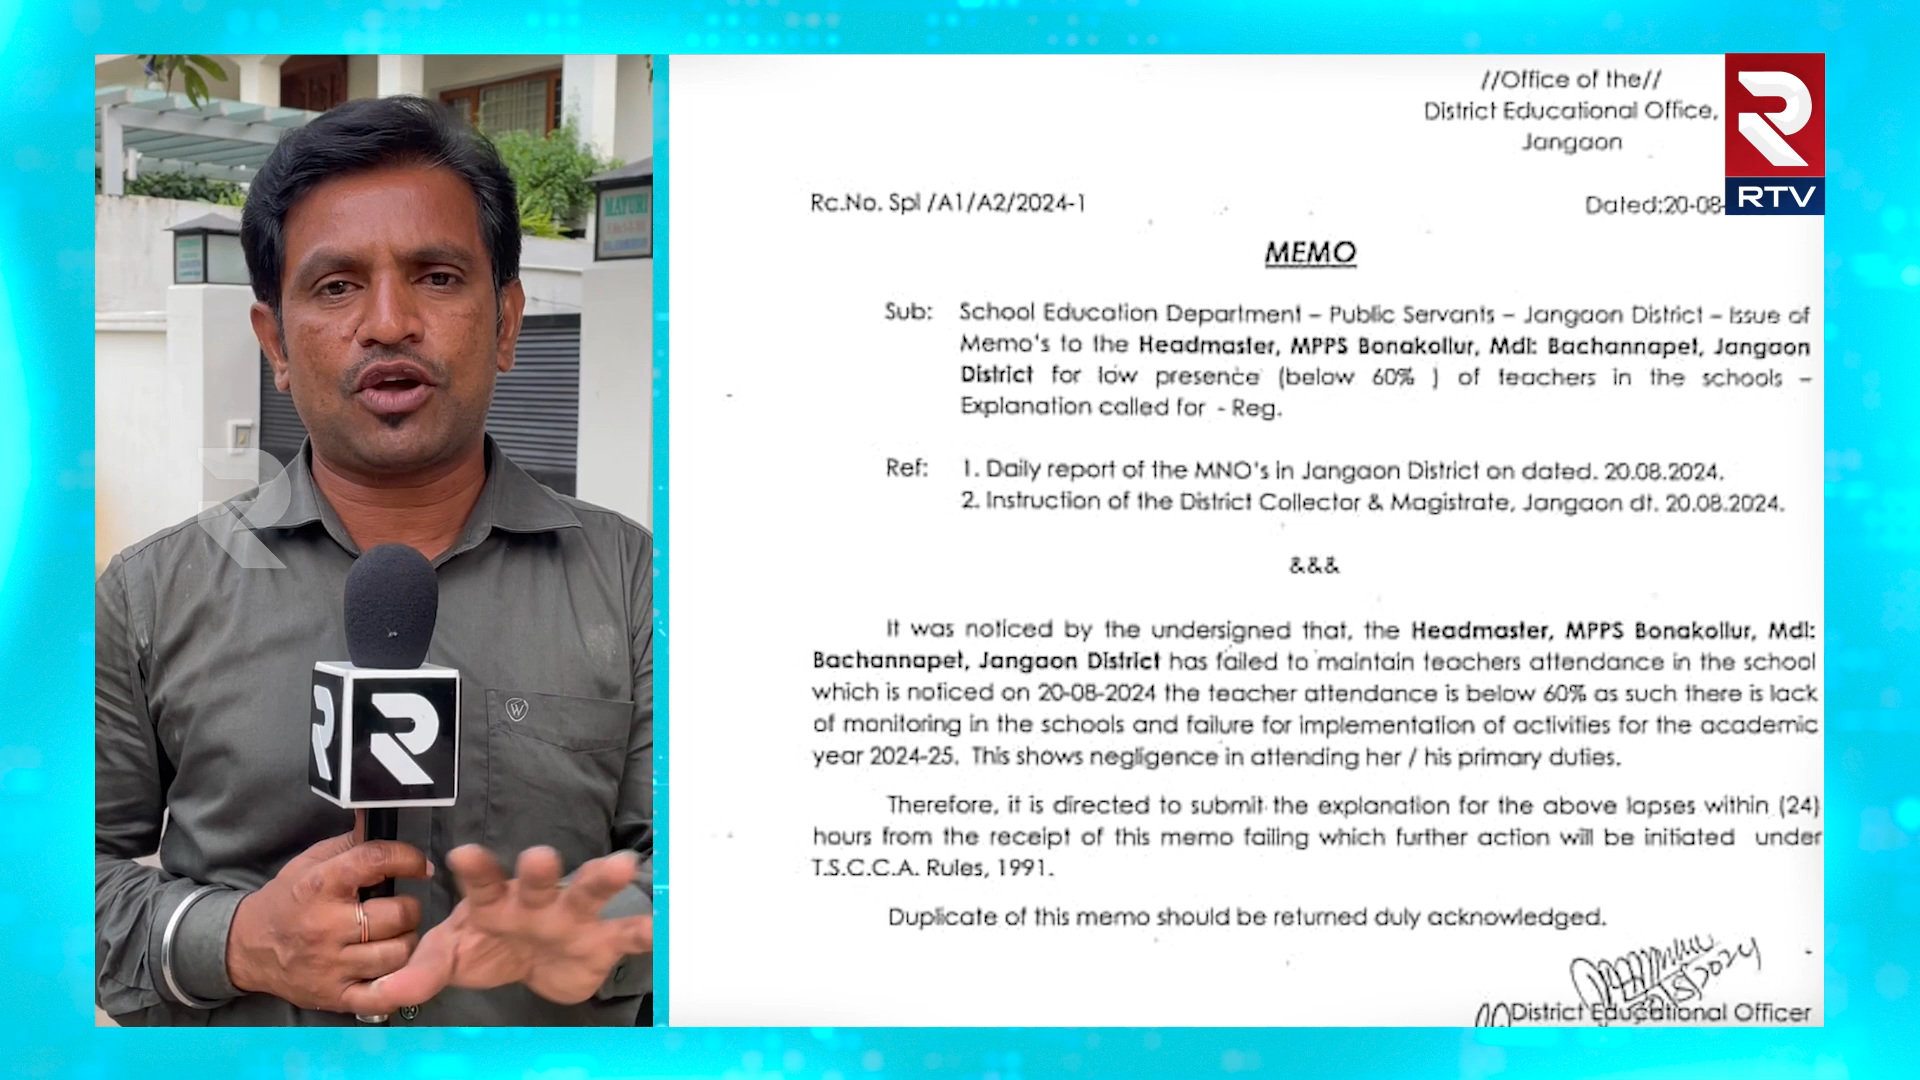 //Office of the//
District Educational Office,
Jangaon
RTV
Rc.No. Spl /A1/A2/2024-1
Dated:20-08-
MEMO
Sub: School Education Department – Public Servants – Jangaon District – Issue of
Memo's to the Headmaster, MPPS Bonakollur, Mdl: Bachannapet, Jangaon
District for low presence (below 60% ) of teachers in the schools –
Explanation called for - Reg.
Ref: 1. Daily report of the MNO's in Jangaon District on dated. 20.08.2024.
2. Instruction of the District Collector & Magistrate, Jangaon dt. 20.08.2024.
&&&
It was noticed by the undersigned that, the Headmaster, MPPS Bonakollur, Mdl:
Bachannapet, Jangaon District has failed to maintain teachers attendance in the school
which is noticed on 20-08-2024 the teacher attendance is below 60% as such there is lack
of monitoring in the schools and failure for implementation of activities for the academic
year 2024-25. This shows negligence in attending her / his primary duties.
Therefore, it is directed to submit the explanation for the above lapses within (24)
hours from the receipt of this memo failing which further action will be initiated under
T.S.C.C.A. Rules, 1991.
Duplicate of this memo should be returned duly acknowledged.
District Educational Officer
MAYURI